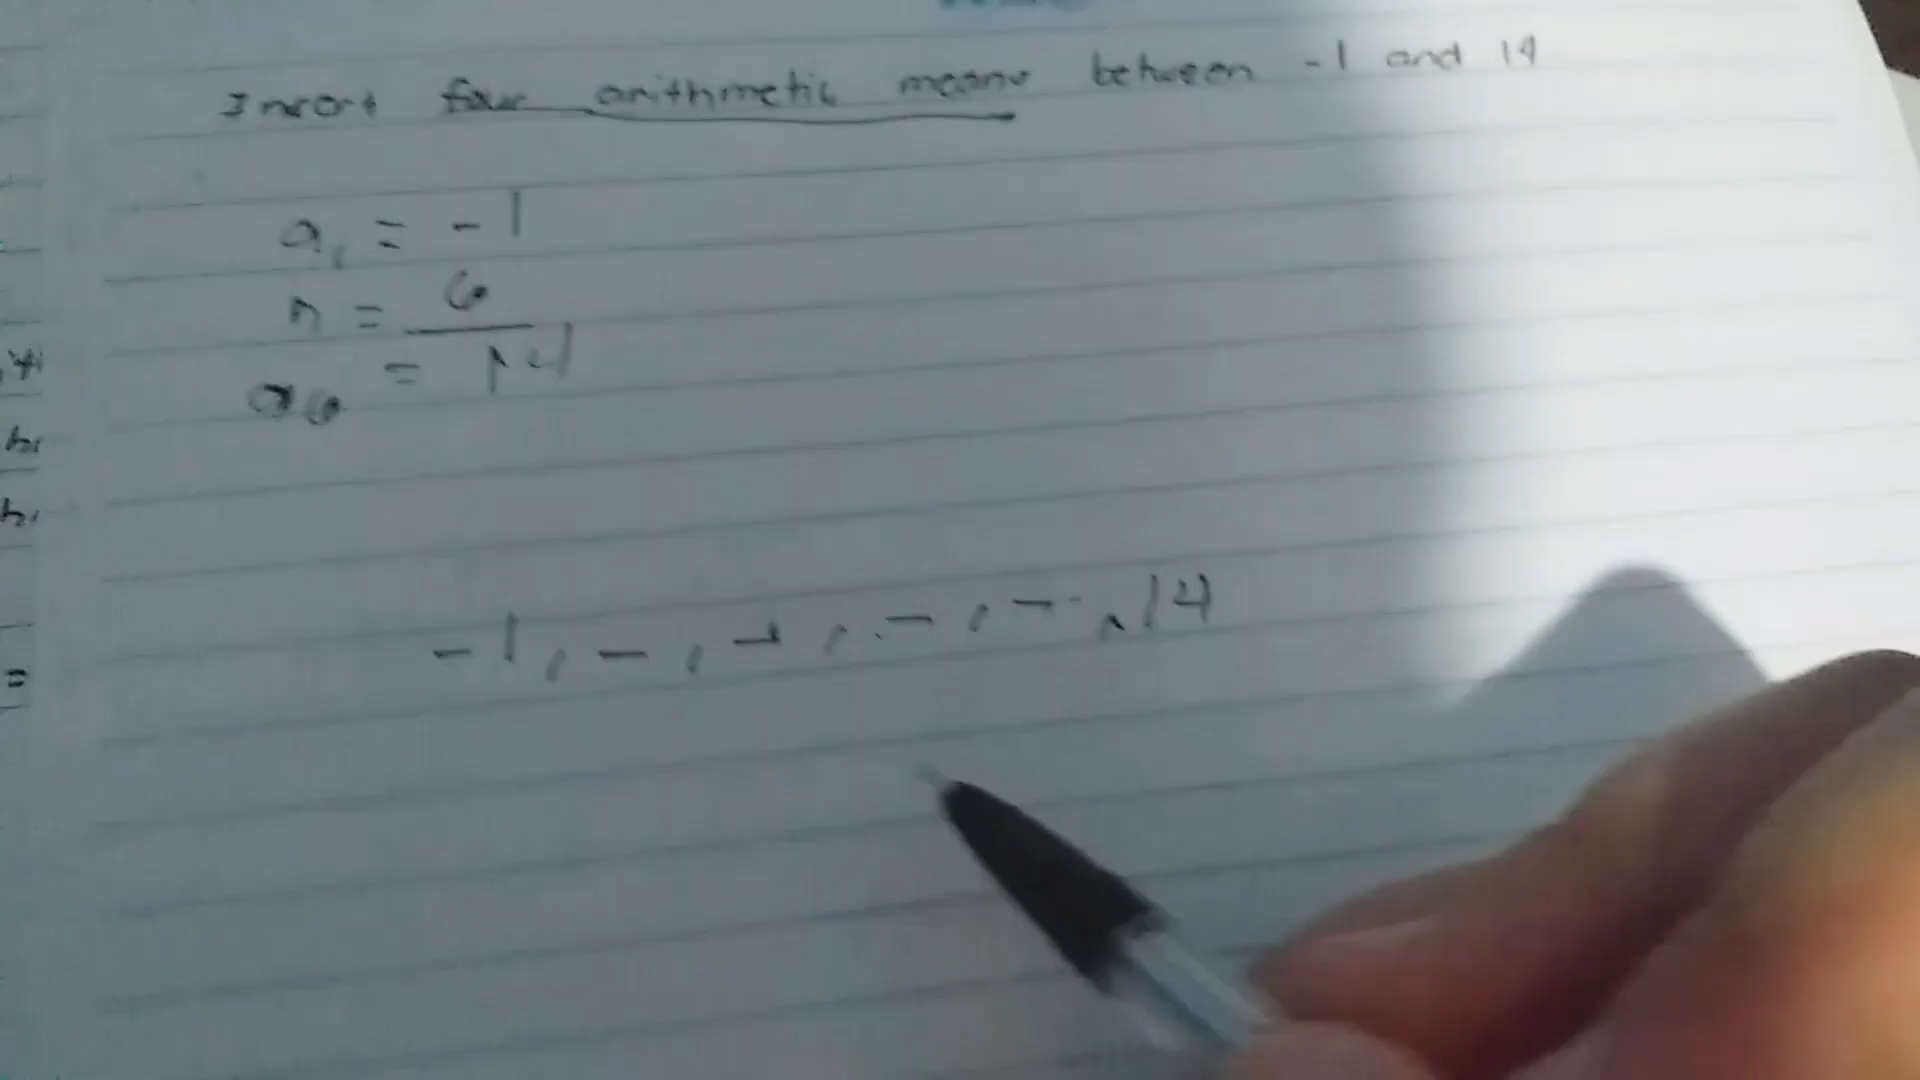 Insert four arithmetic means between -1 and 14
a₁ = -1
n = 6
a₆ = 14
-1, _, _, _, _, 14
=